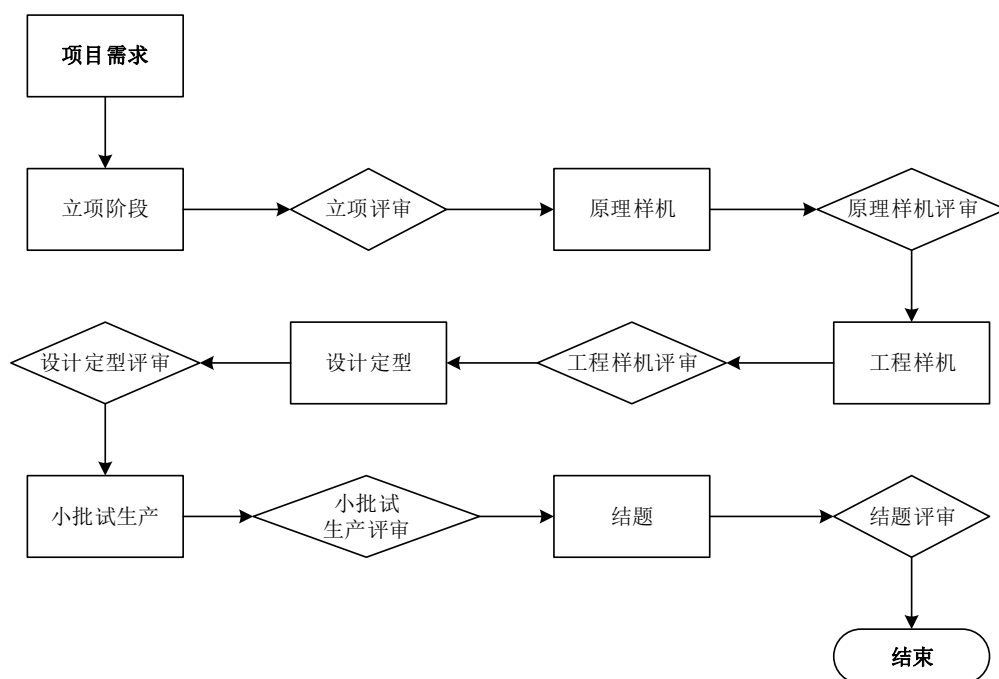 项目需求
立项阶段
立项评审
原理样机
原理样机评审
工程样机
工程样机评审
设计定型
设计定型评审
小批试生产
小批试
生产评审
结题
结题评审
结束